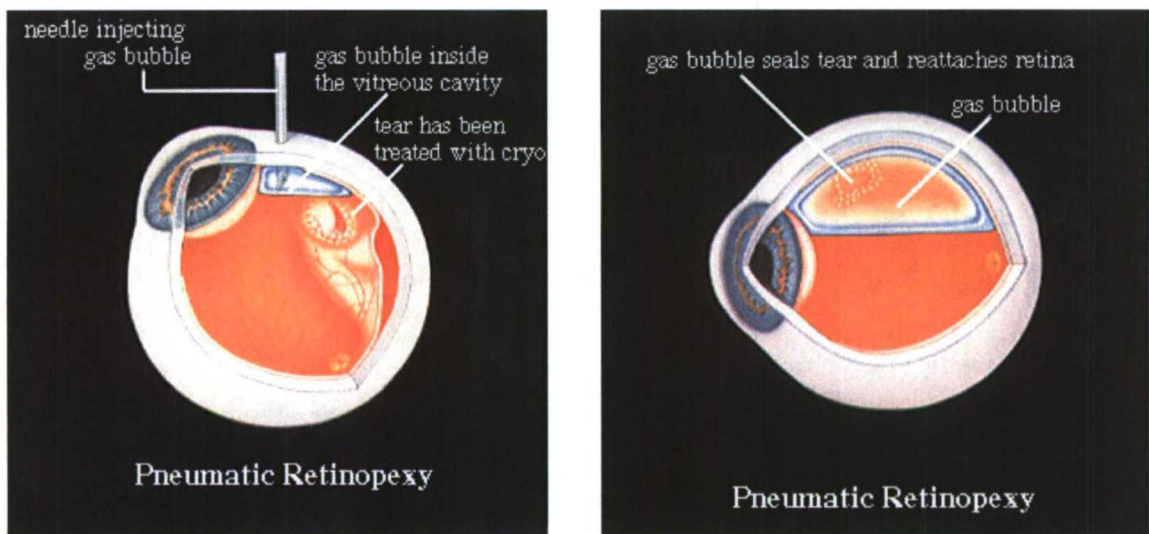 needle injecting
gas bubble
gas bubble inside
the vitreous cavity
tear has been
treated with cryo
Pneumatic Retinopexy
gas bubble seals tear and reattaches retina
gas bubble
Pneumatic Retinopexy